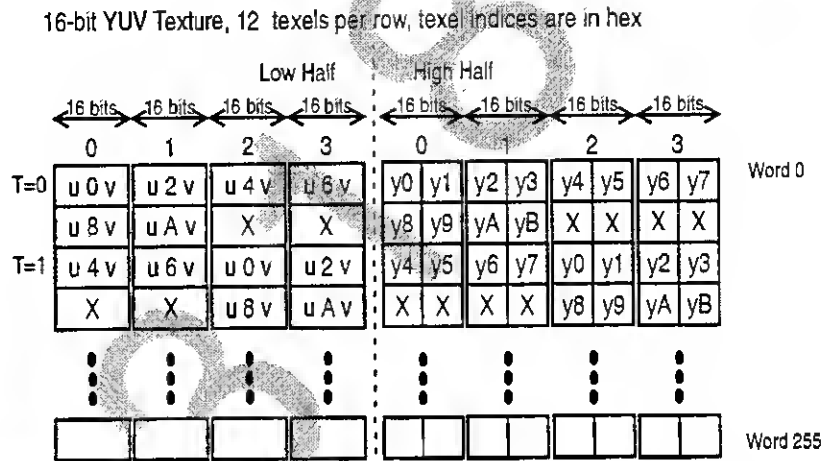 16-bit YUV Texture, 12 texels per row, texel indices are in hex
Low Half High Half
16 bits 16 bits 16 bits 16 bits 16 bits 16 bits 16 bits 16 bits
0 1 2 3 0 1 2 3
T=0 u 0 v u 2 v u 4 v u 6 v y0 y1 y2 y3 y4 y5 y6 y7 Word 0
u 8 v u A v X X y8 y9 yA yB X X X X
T=1 u 4 v u 6 v u 0 v u 2 v y4 y5 y6 y7 y0 y1 y2 y3
X X u 8 v u A v X X X X y8 y9 yA yB
Word 255